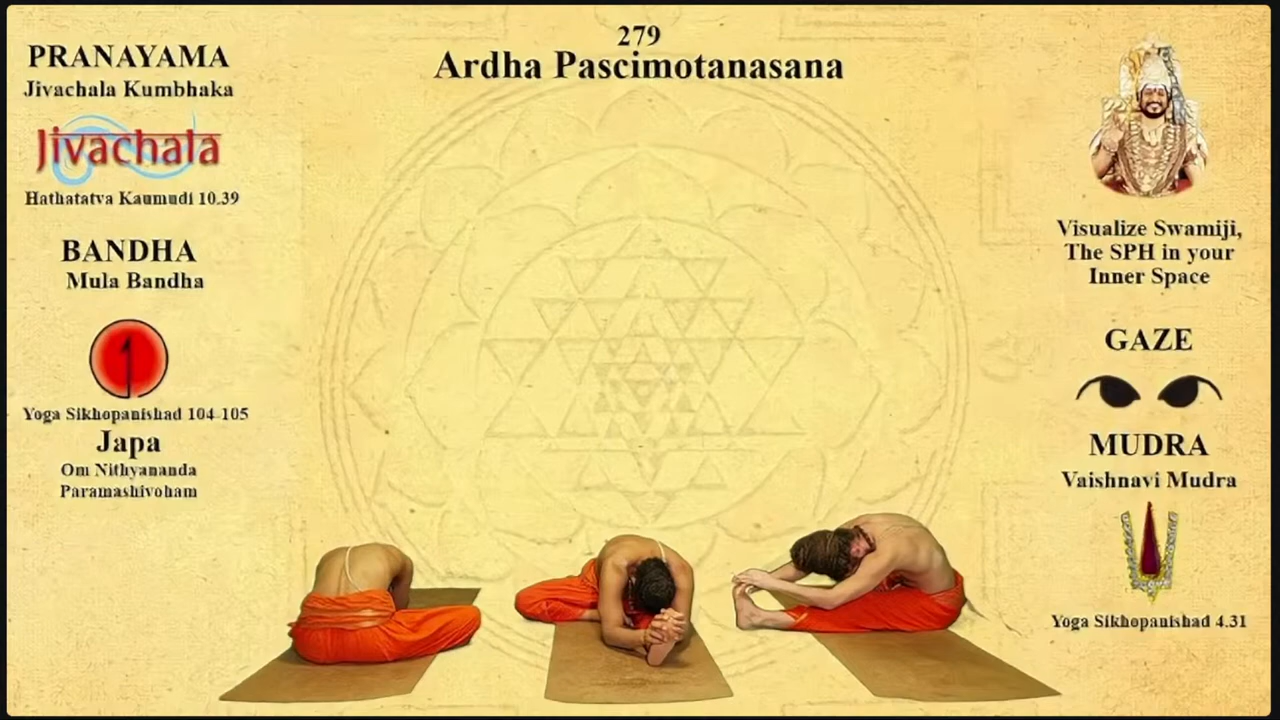 279
Ardha Pascimotanasana
PRANAYAMA
Jivachala Kumbhaka
Jivachala
Hathatatva Kaumudi 10.39
BANDHA
Mula Bandha
Yoga Sikhopanishad 104-105
Japa
Om Nithyananda
Paramashivoham
Visualize Swamiji,
The SPH in your
Inner Space
GAZE
MUDRA
Vaishnavi Mudra
Yoga Sikhopanishad 4.31